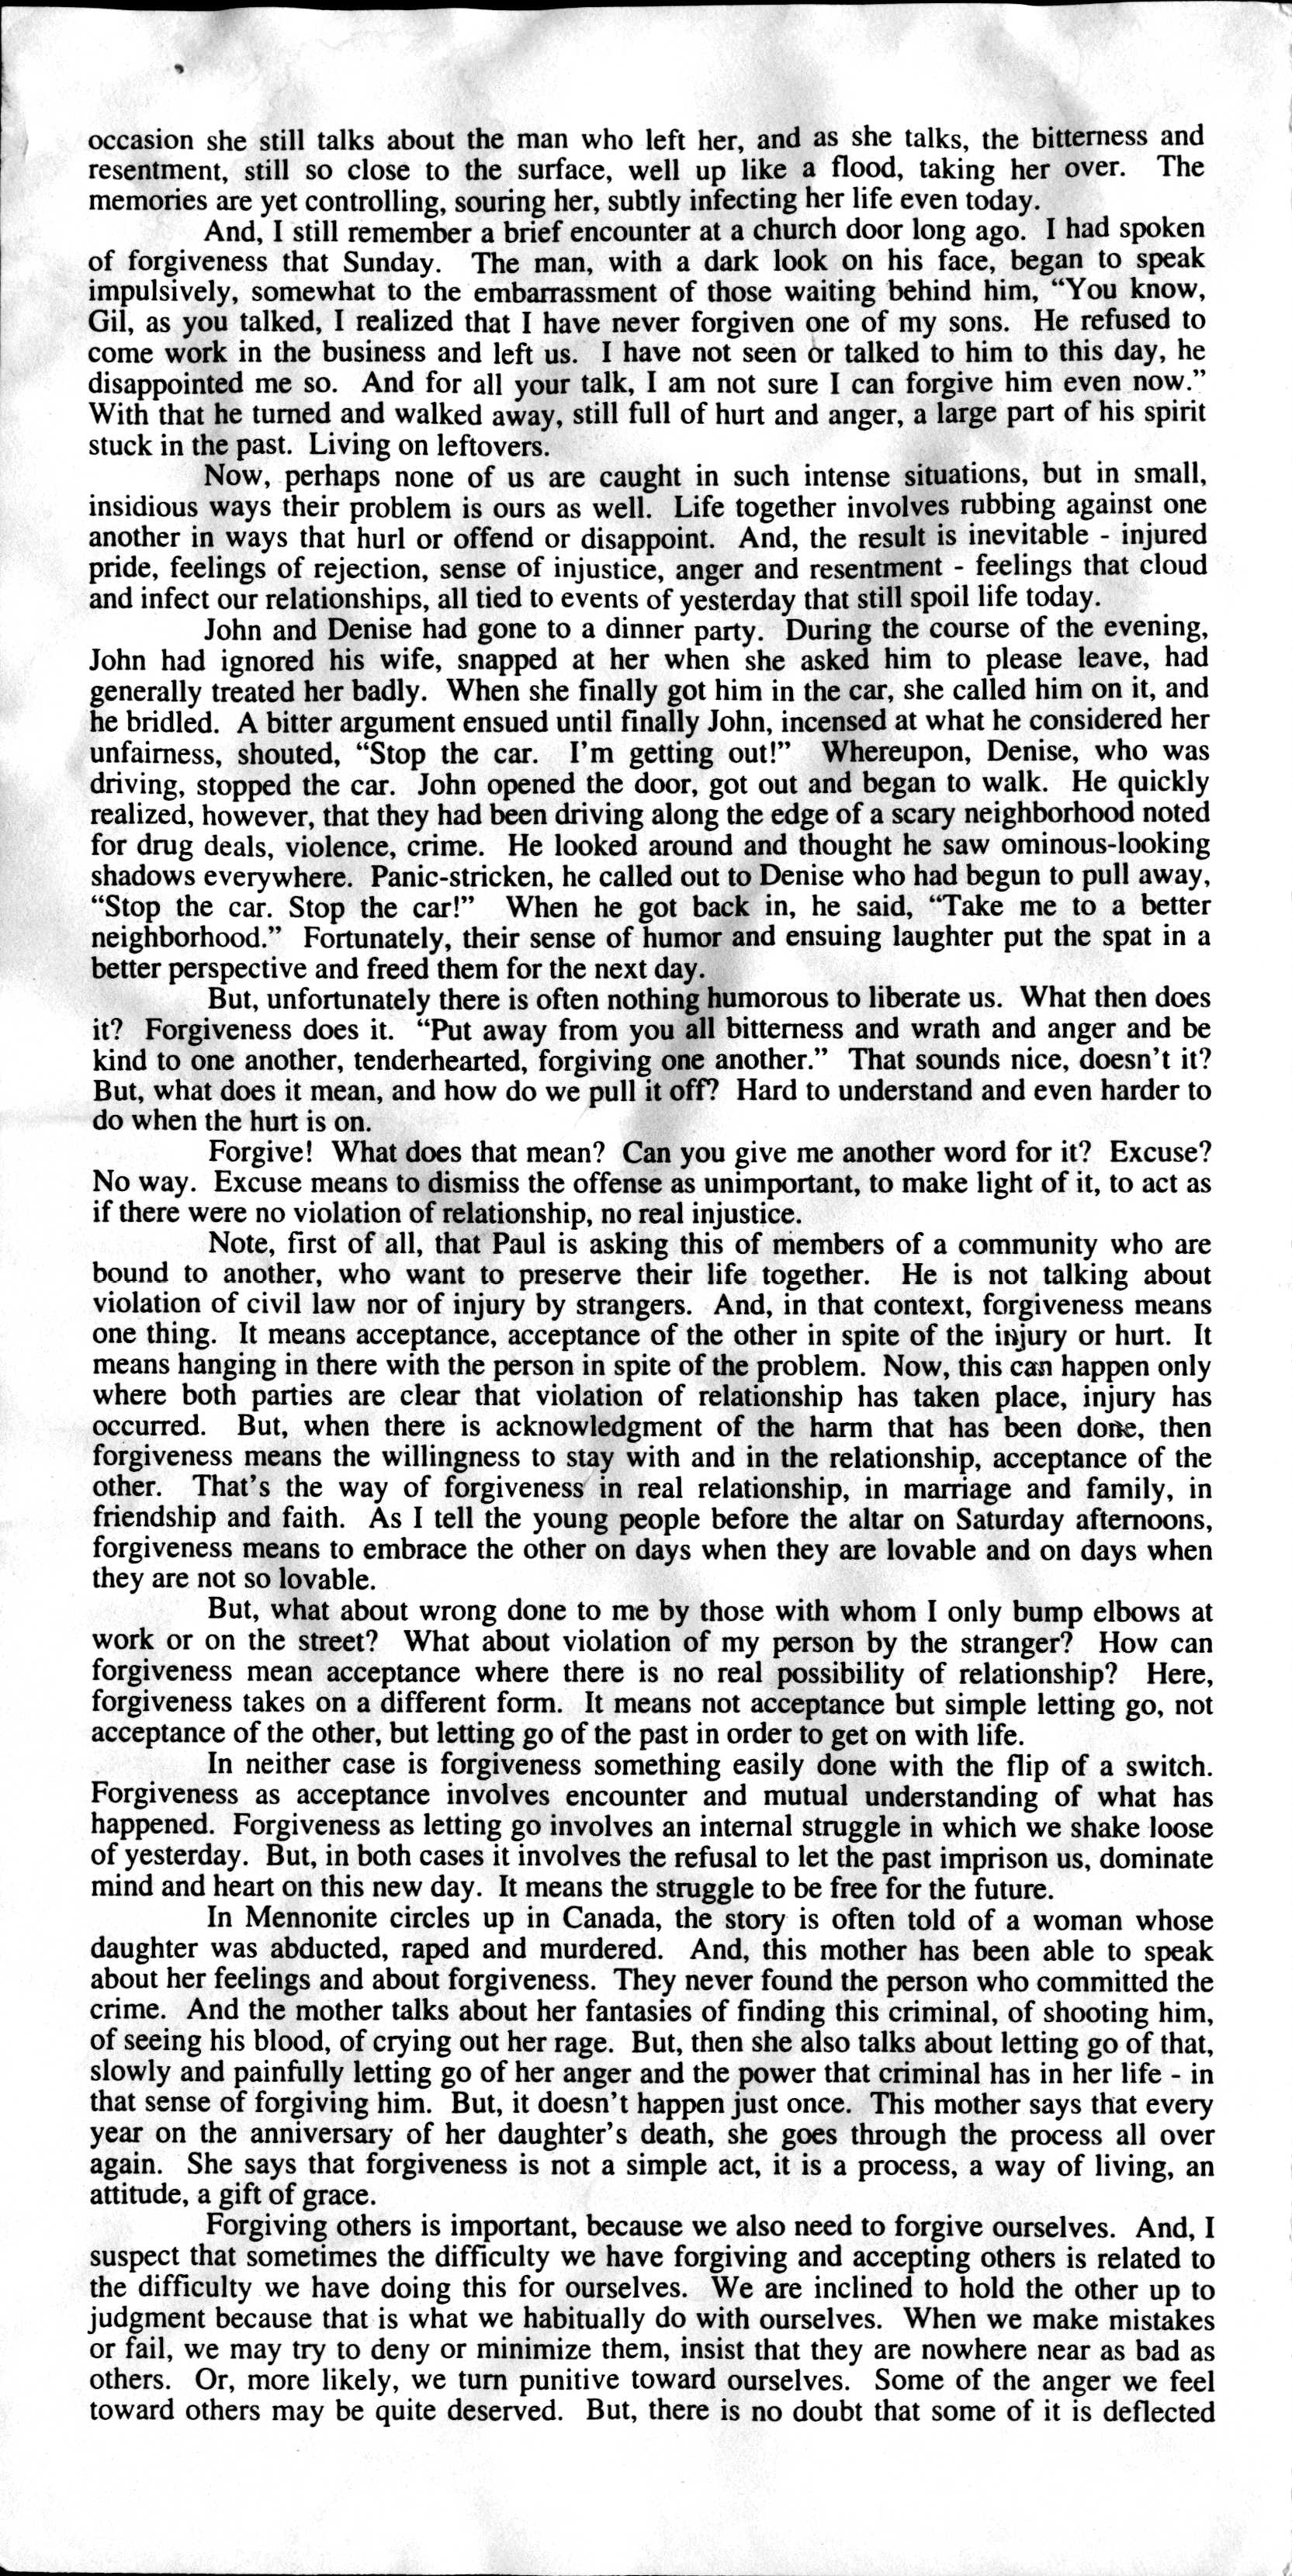 occasion she still talks about the man who left her, and as she talks, the bitterness and
resentment, still so close to the surface, well up like a flood, taking her over. The
memories are yet controlling, souring her, subtly infecting her life even today.
And, I still remember a brief encounter at a church door long ago. I had spoken
of forgiveness that Sunday. The man, with a dark look on his face, began to speak
impulsively, somewhat to the embarrassment of those waiting behind him, “You know,
Gil, as you talked, I realized that I have never forgiven one of my sons. He refused to
come work in the business and left us. I have not seen or talked to him to this day, he
disappointed me so. And for all your talk, I am not sure I can forgive him even now.”
With that he turned and walked away, still full of hurt and anger, a large part of his spirit
stuck in the past. Living on leftovers.
Now, perhaps none of us are caught in such intense situations, but in small,
insidious ways their problem is ours as well. Life together involves rubbing against one
another in ways that hurl or offend or disappoint. And, the result is inevitable - injured
pride, feelings of rejection, sense of injustice, anger and resentment - feelings that cloud
and infect our relationships, all tied to events of yesterday that still spoil life today.
John and Denise had gone to a dinner party. During the course of the evening,
John had ignored his wife, snapped at her when she asked him to please leave, had
generally treated her badly. When she finally got him in the car, she called him on it, and
he bridled. A bitter argument ensued until finally John, incensed at what he considered her
unfairness, shouted, “Stop the car. I’m getting out!” Whereupon, Denise, who was
driving, stopped the car. John opened the door, got out and began to walk. He quickly
realized, however, that they had been driving along the edge of a scary neighborhood noted
for drug deals, violence, crime. He looked around and thought he saw ominous-looking
shadows everywhere. Panic-stricken, he called out to Denise who had begun to pull away,
“Stop the car. Stop the car!” When he got back in, he said, “Take me to a better
neighborhood.” Fortunately, their sense of humor and ensuing laughter put the spat in a
better perspective and freed them for the next day.
But, unfortunately there is often nothing humorous to liberate us. What then does
it? Forgiveness does it. “Put away from you all bitterness and wrath and anger and be
kind to one another, tenderhearted, forgiving one another.” That sounds nice, doesn’t it?
But, what does it mean, and how do we pull it off? Hard to understand and even harder to
do when the hurt is on.
Forgive! What does that mean? Can you give me another word for it? Excuse?
No way. Excuse means to dismiss the offense as unimportant, to make light of it, to act as
if there were no violation of relationship, no real injustice.
Note, first of all, that Paul is asking this of members of a community who are
bound to another, who want to preserve their life together. He is not talking about
violation of civil law nor of injury by strangers. And, in that context, forgiveness means
one thing. It means acceptance, acceptance of the other in spite of the injury or hurt. It
means hanging in there with the person in spite of the problem. Now, this can happen only
where both parties are clear that violation of relationship has taken place, injury has
occurred. But, when there is acknowledgment of the harm that has been done, then
forgiveness means the willingness to stay with and in the relationship, acceptance of the
other. That’s the way of forgiveness in real relationship, in marriage and family, in
friendship and faith. As I tell the young people before the altar on Saturday afternoons,
forgiveness means to embrace the other on days when they are lovable and on days when
they are not so lovable.
But, what about wrong done to me by those with whom I only bump elbows at
work or on the street? What about violation of my person by the stranger? How can
forgiveness mean acceptance where there is no real possibility of relationship? Here,
forgiveness takes on a different form. It means not acceptance but simple letting go, not
acceptance of the other, but letting go of the past in order to get on with life.
In neither case is forgiveness something easily done with the flip of a switch.
Forgiveness as acceptance involves encounter and mutual understanding of what has
happened. Forgiveness as letting go involves an internal struggle in which we shake loose
of yesterday. But, in both cases it involves the refusal to let the past imprison us, dominate
mind and heart on this new day. It means the struggle to be free for the future.
In Mennonite circles up in Canada, the story is often told of a woman whose
daughter was abducted, raped and murdered. And, this mother has been able to speak
about her feelings and about forgiveness. They never found the person who committed the
crime. And the mother talks about her fantasies of finding this criminal, of shooting him,
of seeing his blood, of crying out her rage. But, then she also talks about letting go of that,
slowly and painfully letting go of her anger and the power that criminal has in her life - in
that sense of forgiving him. But, it doesn’t happen just once. This mother says that every
year on the anniversary of her daughter’s death, she goes through the process all over
again. She says that forgiveness is not a simple act, it is a process, a way of living, an
attitude, a gift of grace.
Forgiving others is important, because we also need to forgive ourselves. And, I
suspect that sometimes the difficulty we have forgiving and accepting others is related to
the difficulty we have doing this for ourselves. We are inclined to hold the other up to
judgment because that is what we habitually do with ourselves. When we make mistakes
or fail, we may try to deny or minimize them, insist that they are nowhere near as bad as
others. Or, more likely, we turn punitive toward ourselves. Some of the anger we feel
toward others may be quite deserved. But, there is no doubt that some of it is deflected